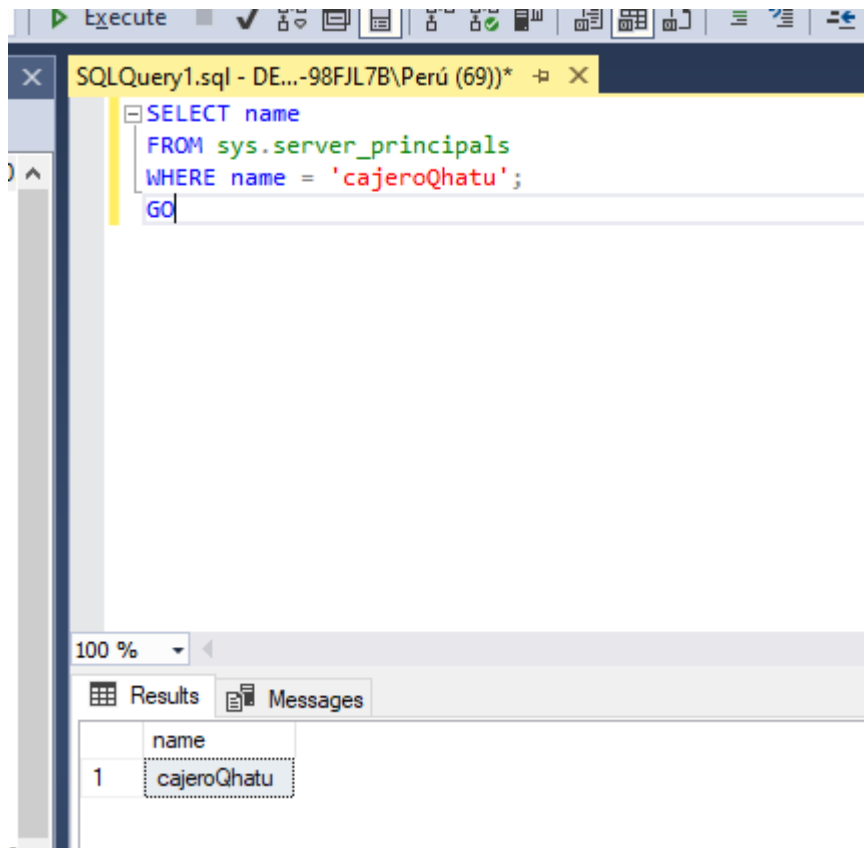 Execute
SQLQuery1.sql - DE...-98FJL7B\Perú (69))*
SELECT name
FROM sys.server_principals
WHERE name = 'cajeroQhatu';
GO
100 %
Results Messages
name
1 cajeroQhatu